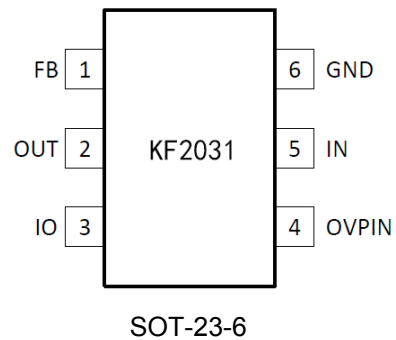 FB 1 6 GND
OUT 2 KF2031 5 IN
IO 3 4 OVPIN
SOT-23-6